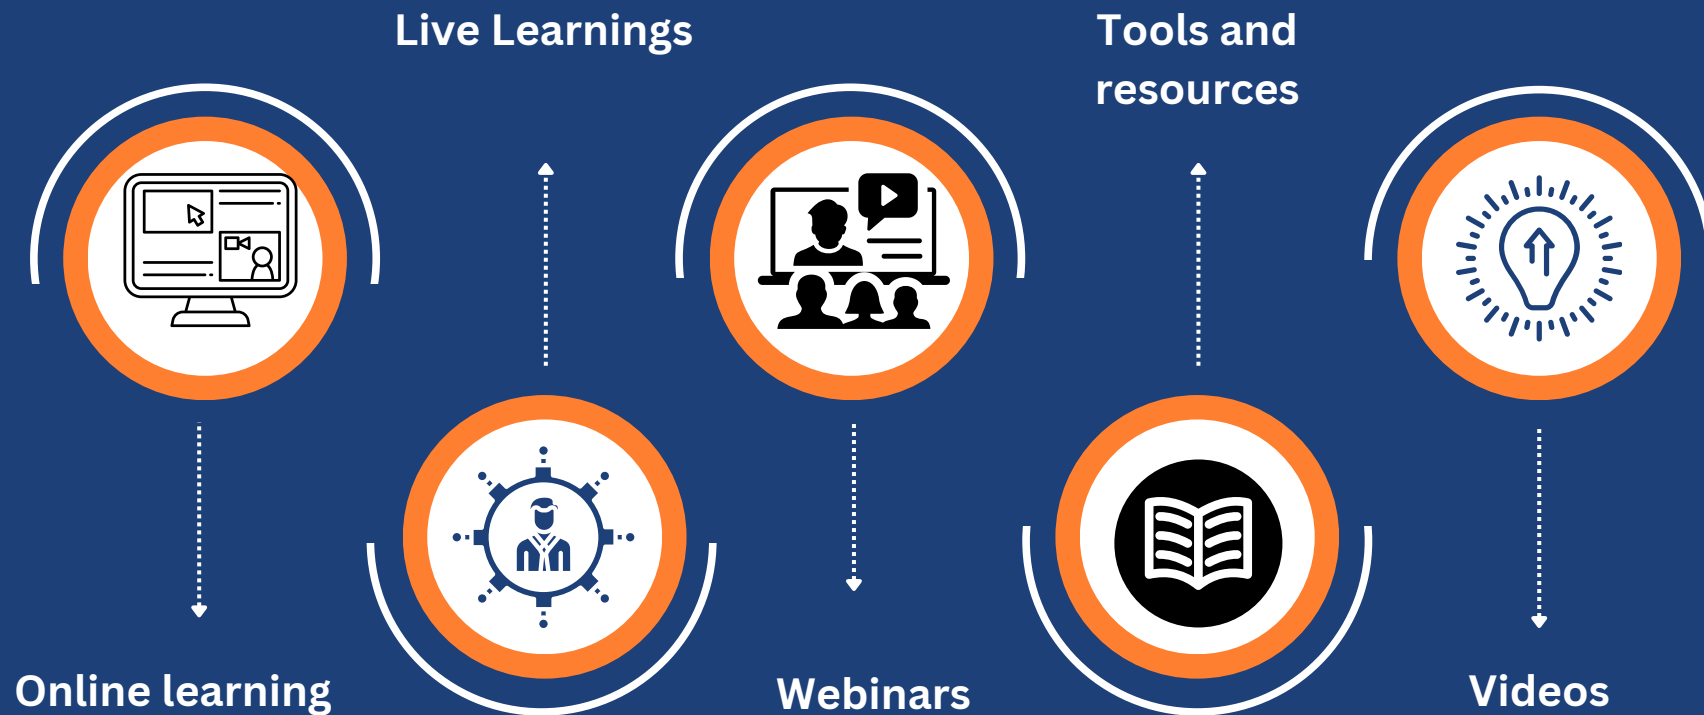 Live Learnings
Tools and
resources
Online learning
Webinars
Videos